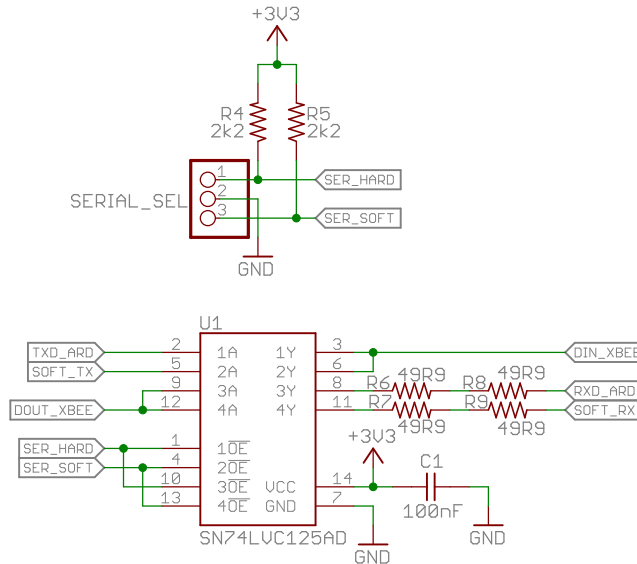 +3V3
R4 R5
2k2 2k2
1
2
3
SERIAL_SEL
SER_HARD
SER_SOFT
GND
U1
TXD_ARD 2 1A 1Y 3 DIN_XBEE
SOFT_TX 5 2A 2Y 6
9 3A 3Y 8 R6 49R9 R8 49R9 RXD_ARD
DOUT_XBEE 12 4A 4Y 11 R7 49R9 R9 49R9 SOFT_RX
SER_HARD 1 1OE
SER_SOFT 4 2OE
+3V3
10 3OE VCC 14 C1
13 4OE GND 7 100nF
SN74LVC125AD
GND GND